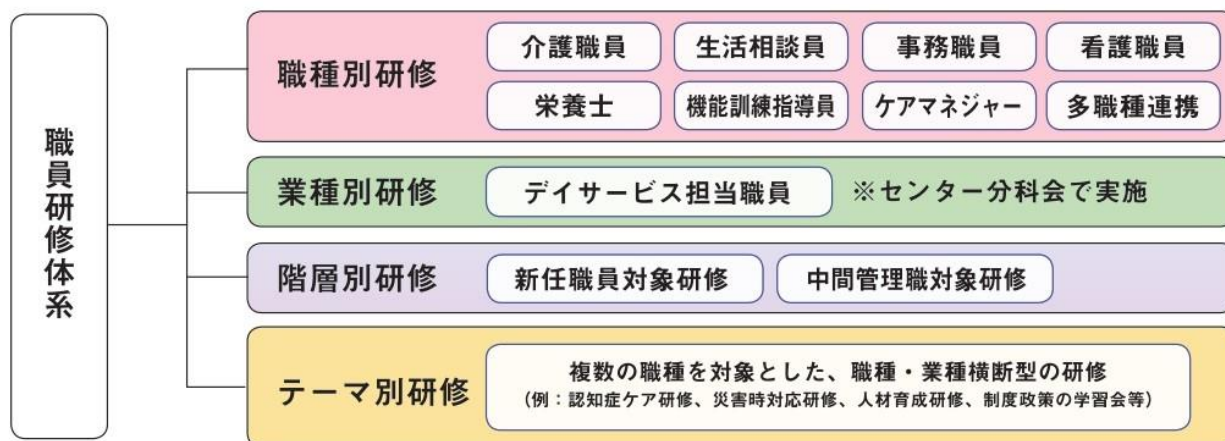 職員研修体系
職種別研修
介護職員
生活相談員
事務職員
看護職員
栄養士
機能訓練指導員
ケアマネジャー
多職種連携
業種別研修
デイサービス担当職員
※センター分科会で実施
階層別研修
新任職員対象研修
中間管理職対象研修
テーマ別研修
複数の職種を対象とした、職種・業種横断型の研修
（例：認知症ケア研修、災害時対応研修、人材育成研修、制度政策の学習会等）